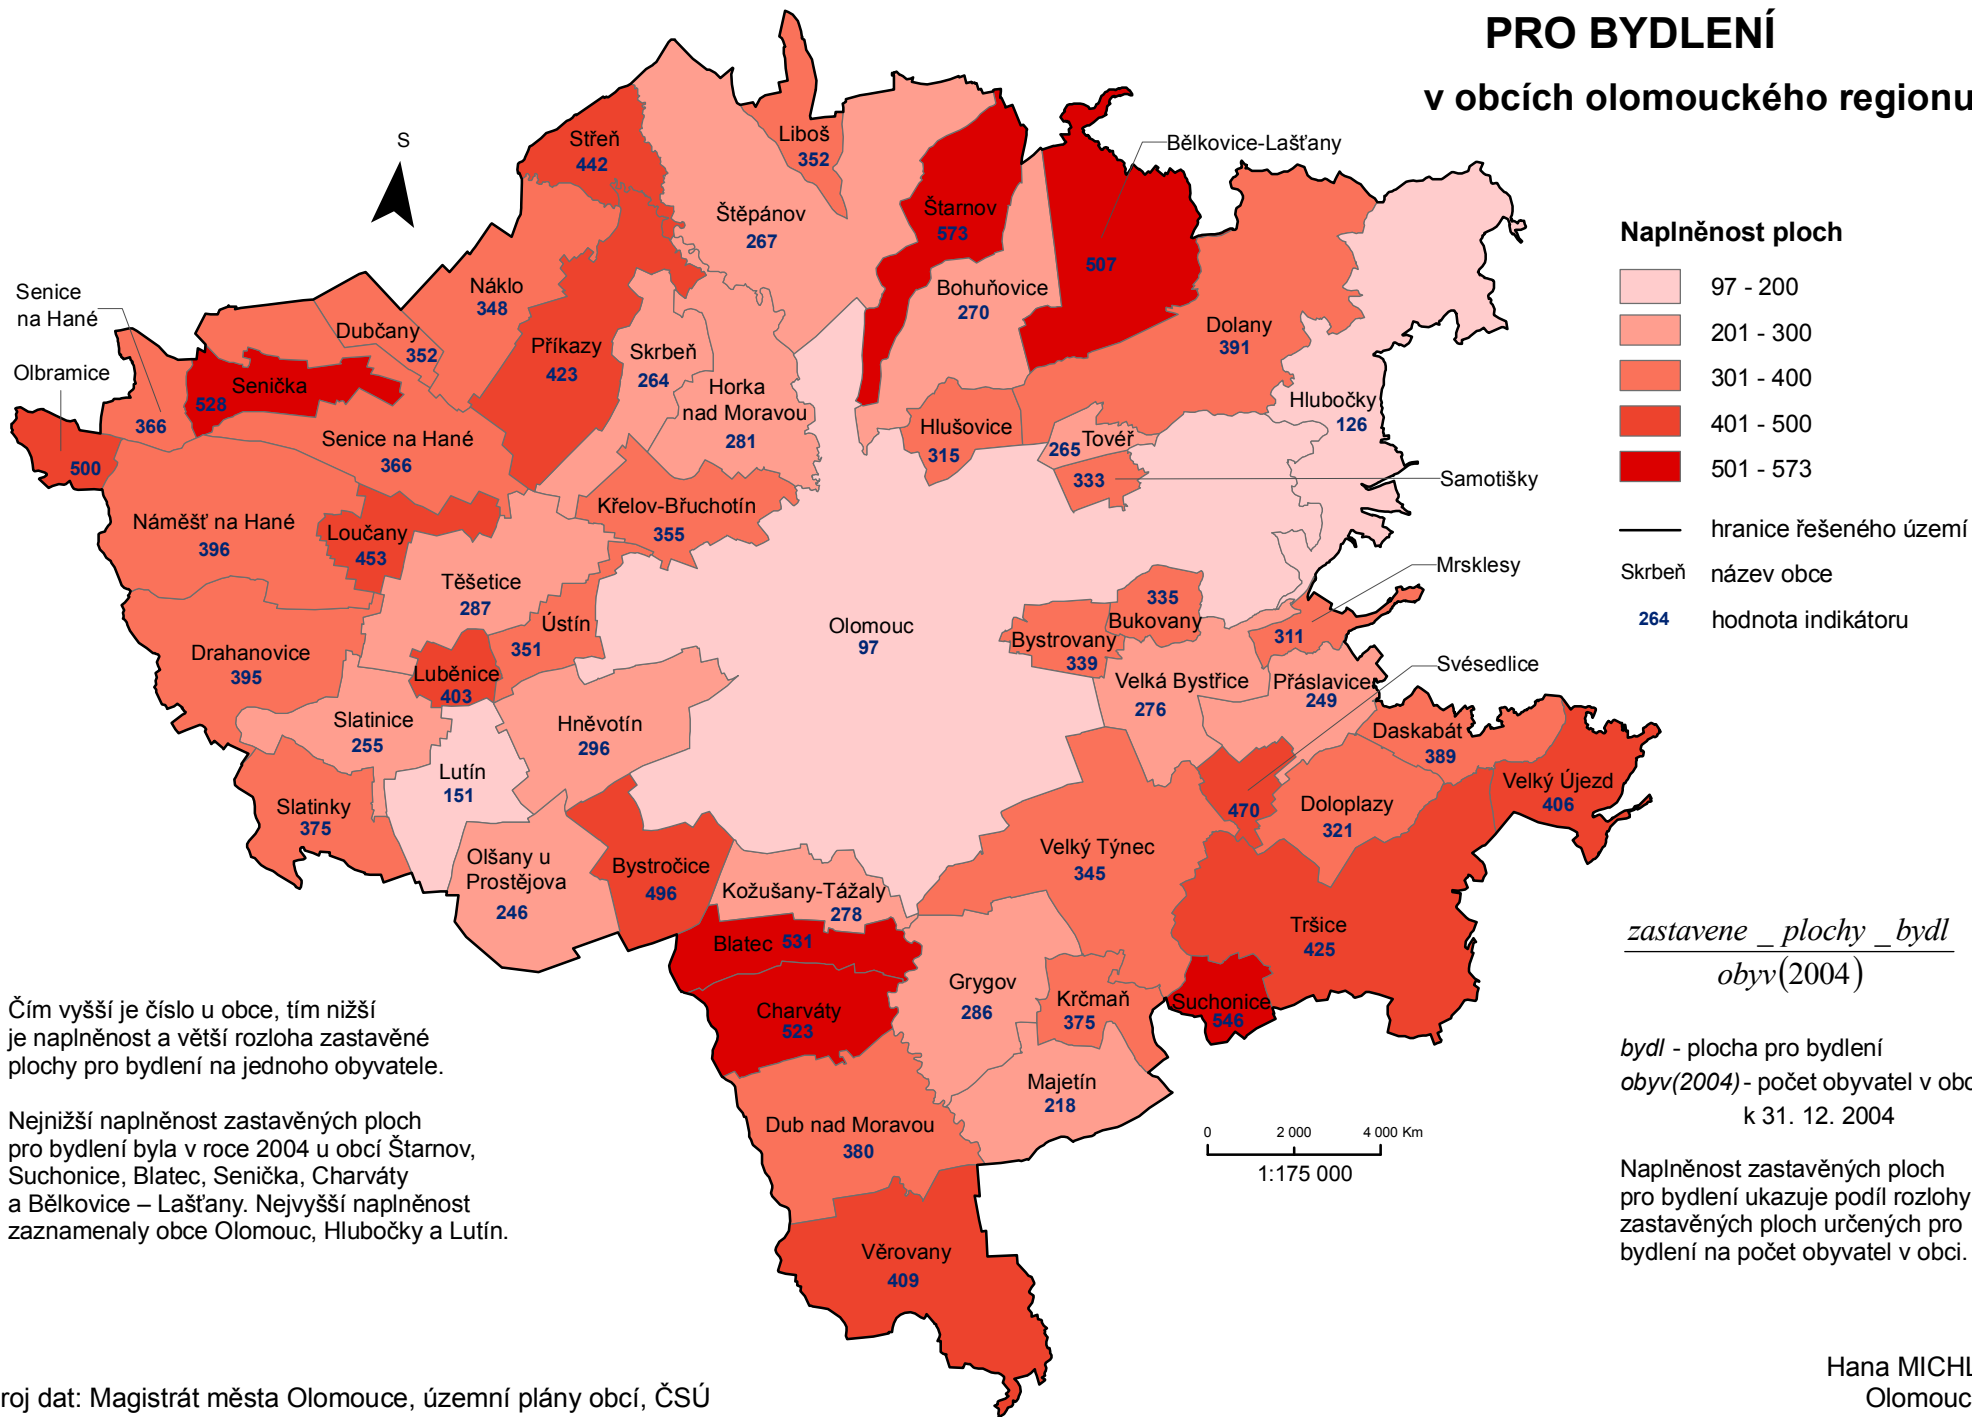 PRO BYDLENÍ
v obcích olomouckého regionu
S
Střeň
442
Liboš
352
Štěpánov
267
Štarnov
573
Bělkovice-Lašťany
507
Bohuňovice
270
Dolany
391
Hlubočky
126
Senice
na Hané
366
Olbramice
500
Senička
528
Dubčany
352
Náklo
348
Příkazy
423
Skrbeň
264
Horka
nad Moravou
281
Senice na Hané
366
Hlušovice
315
Tovéř
265
Samotišky
333
Křelov-Břuchotín
355
Náměšť na Hané
396
Loučany
453
Těšetice
287
Ústín
351
Olomouc
97
Bukovany
335
Bystrovany
339
Mrsklesy
311
Drahanovice
395
Luběnice
403
Slatinice
255
Hněvotín
296
Velká Bystřice
276
Přáslavice
249
Svésedlice
470
Daskabát
389
Velký Újezd
406
Lutín
151
Slatinky
375
Doloplazy
321
Olšany u
Prostějova
246
Bystročice
496
Kožušany-Tážaly
278
Velký Týnec
345
Tršice
425
Blatec 531
Charváty
523
Grygov
286
Krčmaň
375
Suchonice
546
Majetín
218
Dub nad Moravou
380
Věrovany
409
Naplněnost ploch
97 - 200
201 - 300
301 - 400
401 - 500
501 - 573
hranice řešeného území
Skrbeň název obce
264 hodnota indikátoru
zastavene _ plochy _ bydl
obyv(2004)
bydl - plocha pro bydlení
obyv(2004) - počet obyvatel v obc
k 31. 12. 2004
Naplněnost zastavěných ploch
pro bydlení ukazuje podíl rozlohy
zastavěných ploch určených pro
bydlení na počet obyvatel v obci.
0 2 000 4 000 Km
1:175 000
Čím vyšší je číslo u obce, tím nižší
je naplněnost a větší rozloha zastavěné
plochy pro bydlení na jednoho obyvatele.
Nejnižší naplněnost zastavěných ploch
pro bydlení byla v roce 2004 u obcí Štarnov,
Suchonice, Blatec, Senička, Charváty
a Bělkovice – Lašťany. Nejvyšší naplněnost
zaznamenaly obce Olomouc, Hlubočky a Lutín.
roj dat: Magistrát města Olomouce, územní plány obcí, ČSÚ
Hana MICHL
Olomouc